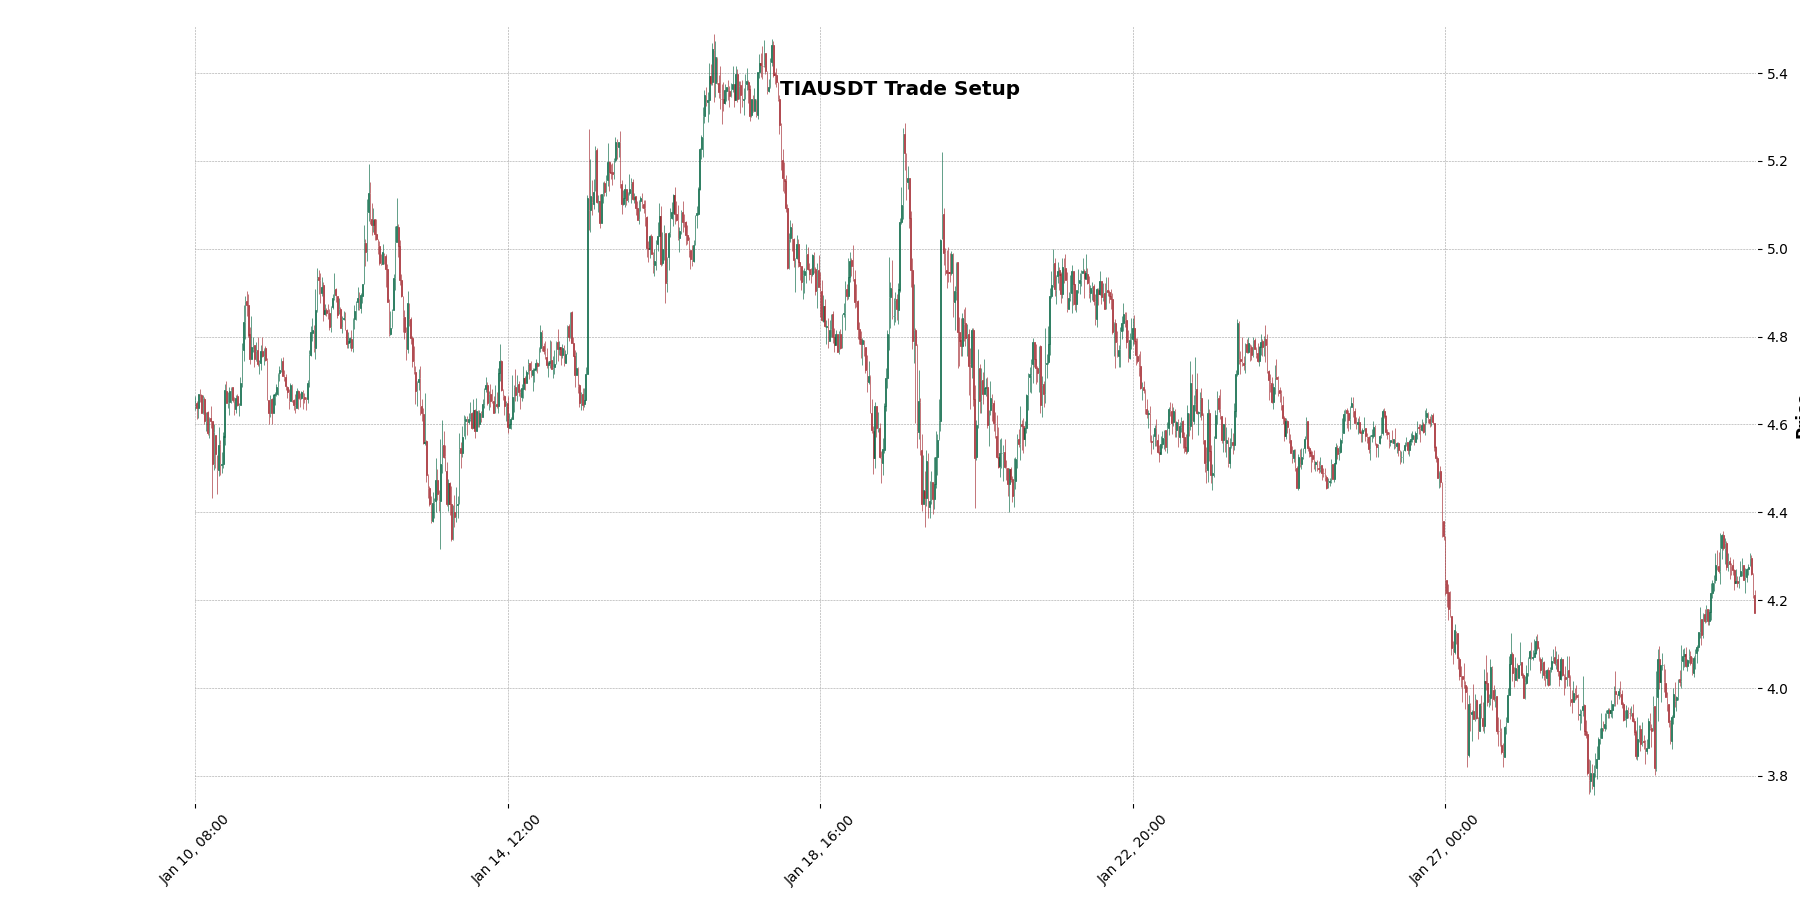 TIAUSDT Trade Setup
5.4
5.2
5.0
4.8
4.6
4.4
4.2
4.0
3.8
Jan 10, 08:00
Jan 14, 12:00
Jan 18, 16:00
Jan 22, 20:00
Jan 27, 00:00